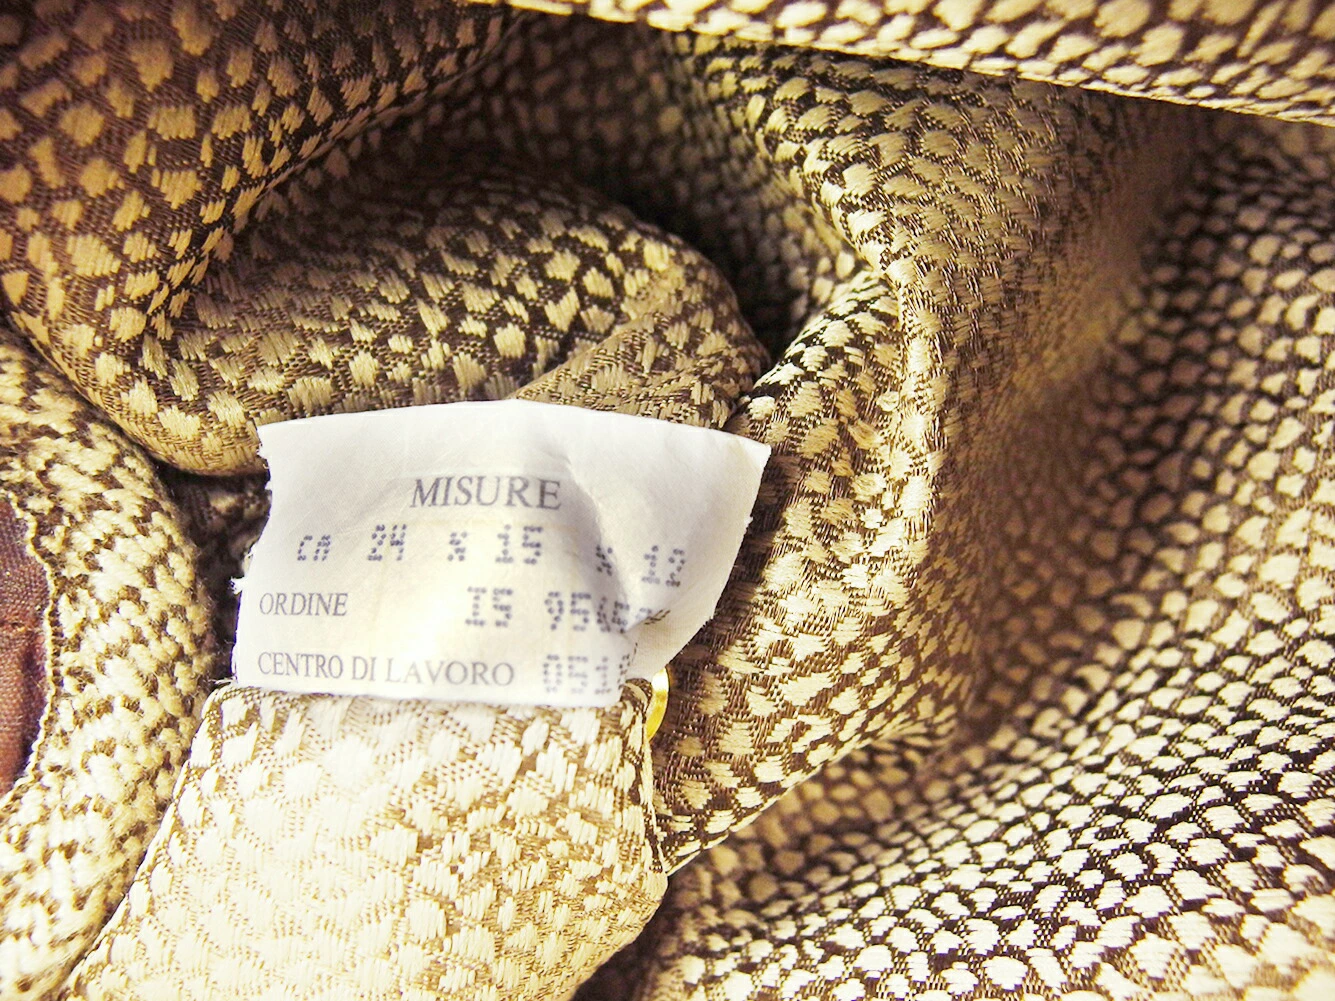 MISURE
cm 24 x 15 x 12
ORDINE IS
CENTRO DI LAVORO